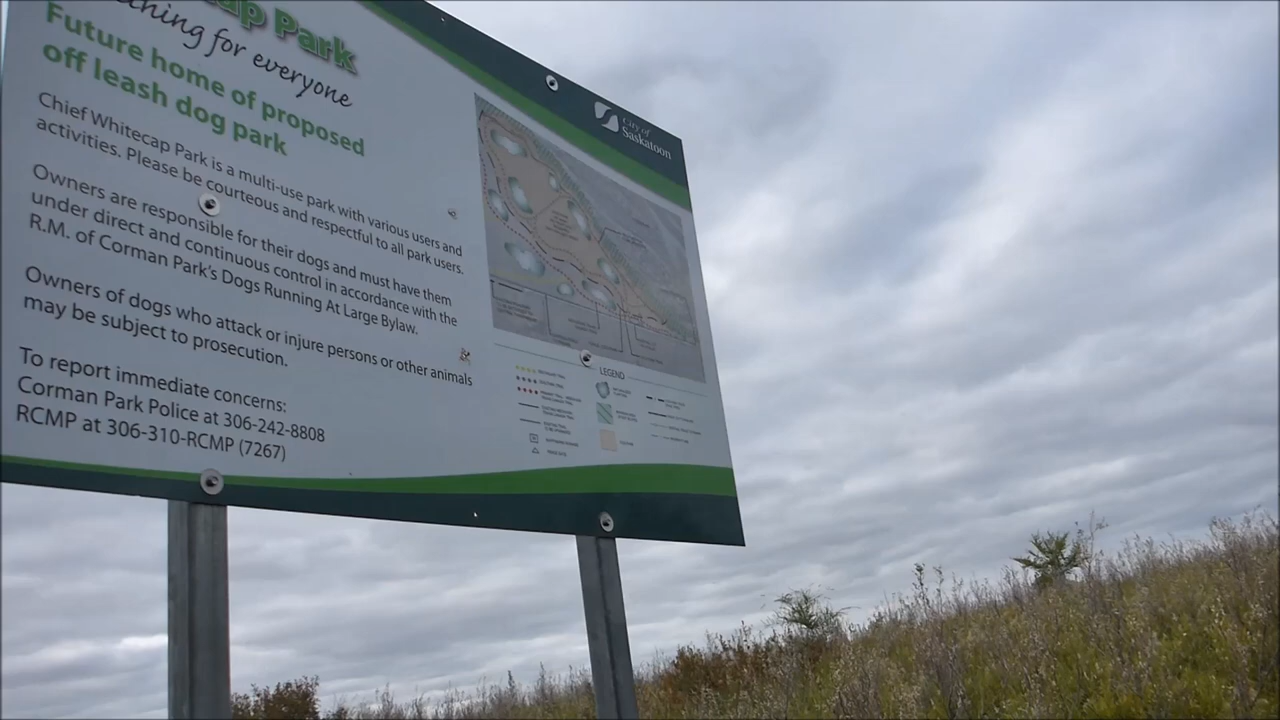 ap Park
thing for everyone
Future home of proposed
off leash dog park
Chief Whitecap Park is a multi-use park with various users and
activities. Please be courteous and respectful to all park users.
Owners are responsible for their dogs and must have them
under direct and continuous control in accordance with the
R.M. of Corman Park's Dogs Running At Large Bylaw.
Owners of dogs who attack or injure persons or other animals
may be subject to prosecution.
To report immediate concerns:
Corman Park Police at 306-242-8808
RCMP at 306-310-RCMP (7267)
City of
Saskatoon
LEGEND